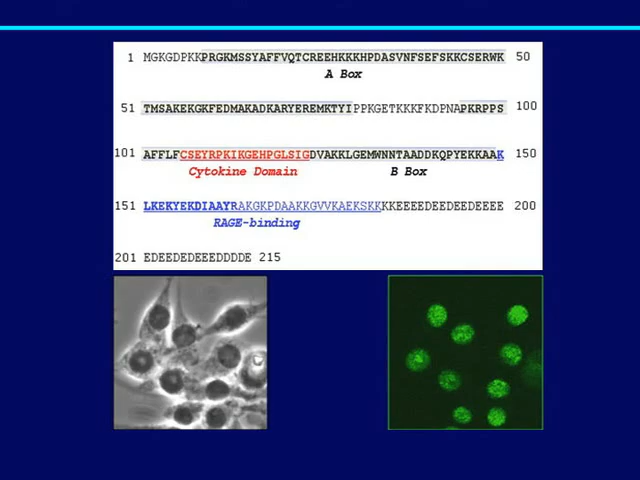 1 MGKGDPKKPRGKMSSYAFFVQTCREEHKKKHPDASVNFSEFSKKCSERWK 50
A Box
51 TMSAKEKGKFEDMAKADKARYEREMKTYIPPKGETKKKFKDPNAPKRPPS 100
101 AFFLFCSEYRPKIKGEHPGLSIGDVAKKLGEMWNNTAADDKQPYEKKAAK 150
Cytokine Domain B Box
151 LKEKYEKDIAAYRAKGKPDAAKKGVVKAEKSKKKKEEEEDEEDEEDEEEE 200
RAGE-binding
201 EDEEDEDEEEDDDDE 215